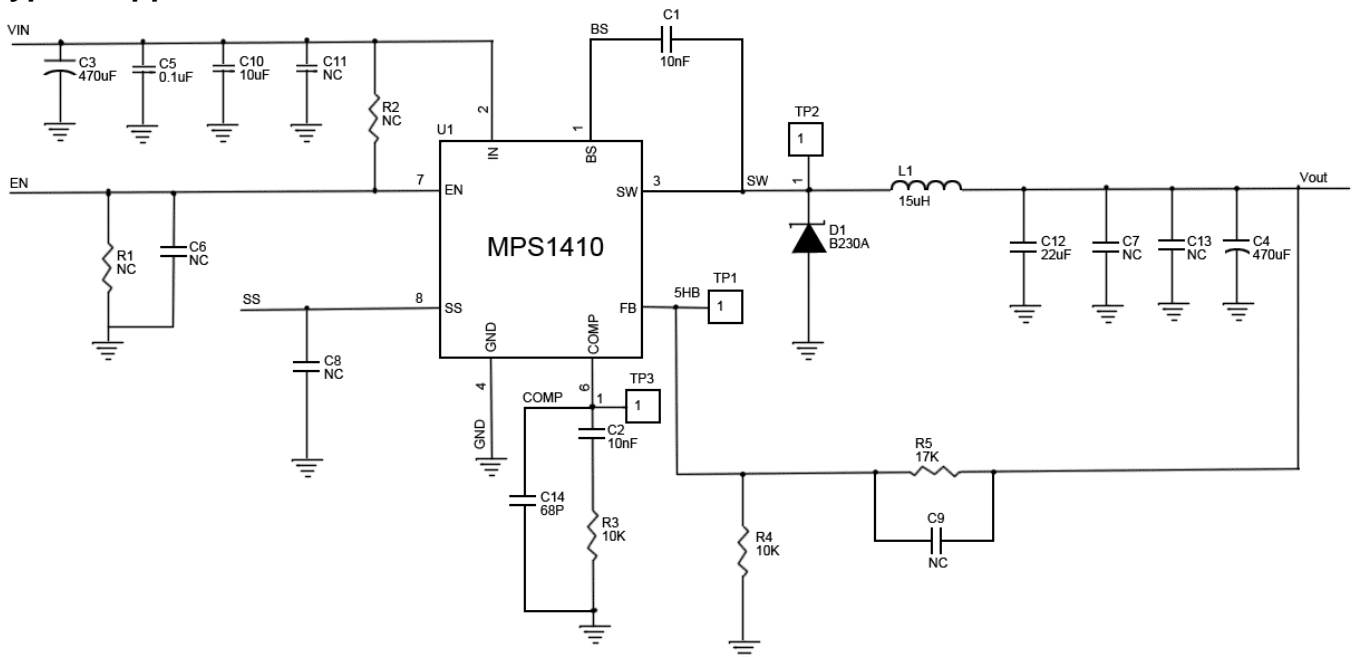 VIN
C3
470uF
C5
0.1uF
C10
10uF
C11
NC
R2
NC
BS
C1
10nF
2
1
U1
IN
BS
TP2
1
EN
7
EN
SW
3
SW
1
L1
15uH
Vout
MPS1410
D1
B230A
C12
22uF
C7
NC
C13
NC
C4
470uF
R1
NC
C6
NC
SS
8
SS
FB
5HB
TP1
1
GND
COMP
C8
NC
4
6
GND
COMP
1
TP3
1
C2
10nF
C14
68P
R3
10K
R4
10K
R5
17K
C9
NC